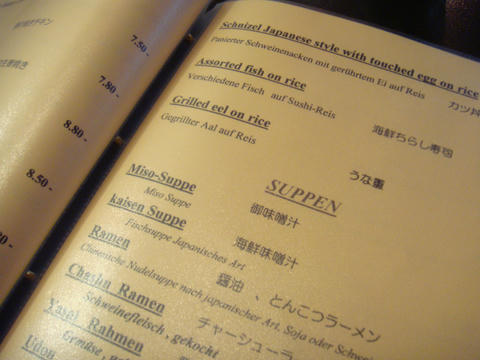 7.50 -
7.80 -
8.80 -
8.50 -
Schnizel Japanese style with touched egg on rice
Panierter Schweinenacken mit gerührtem Ei auf Reis
カツ丼
Assorted fish on rice
Verschiedene Fisch auf Sushi-Reis
海鮮ちらし寿司
Grilled eel on rice
Gegrillter Aal auf Reis
うな重
SUPPEN
Miso-Suppe 御味噌汁
Miso Suppe
kaisen Suppe 海鮮味噌汁
Fischsuppe Japanisches Art
Ramen 醤油 、とんこつラーメン
Chinesische Nudelsuppe nach japanischer Art, Soja oder Schwe
Chashu Ramen チャーシューラ
Schweinefleisch , gekocht
Yasai Rahmen
Gemüse
Udon